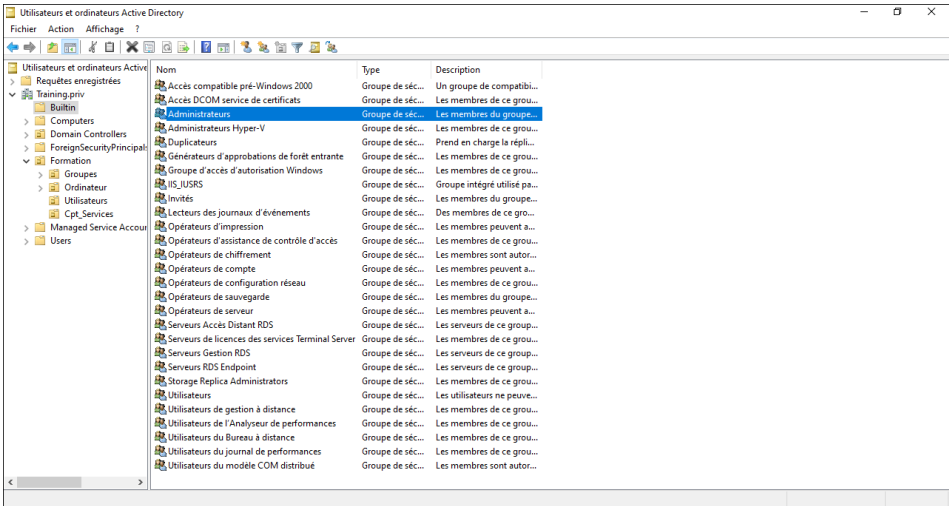 Utilisateurs et ordinateurs Active Directory
Fichier Action Affichage ?
Utilisateurs et ordinateurs Active
Requêtes enregistrées
Training.priv
Builtin
Computers
Domain Controllers
ForeignSecurityPrincipals
Formation
Groupes
Ordinateur
Utilisateurs
Cpt_Services
Managed Service Accour
Users
Nom Type Description
Accès compatible pré-Windows 2000 Groupe de séc... Un groupe de compatibi...
Accès DCOM service de certificats Groupe de séc... Les membres de ce grou...
Administrateurs Groupe de séc... Les membres du groupe...
Administrateurs Hyper-V Groupe de séc... Les membres de ce grou...
Duplicateurs Groupe de séc... Prend en charge la répli...
Générateurs d'approbations de forêt entrante Groupe de séc... Les membres de ce grou...
Groupe d'accès d'autorisation Windows Groupe de séc... Les membres de ce grou...
IIS_IUSRS Groupe de séc... Groupe intégré utilisé pa...
Invités Groupe de séc... Les membres du groupe...
Lecteurs des journaux d'événements Groupe de séc... Des membres de ce gro...
Opérateurs d'impression Groupe de séc... Les membres peuvent a...
Opérateurs d'assistance de contrôle d'accès Groupe de séc... Les membres de ce grou...
Opérateurs de chiffrement Groupe de séc... Les membres sont autor...
Opérateurs de compte Groupe de séc... Les membres peuvent a...
Opérateurs de configuration réseau Groupe de séc... Les membres de ce grou...
Opérateurs de sauvegarde Groupe de séc... Les membres du groupe...
Opérateurs de serveur Groupe de séc... Les membres peuvent a...
Serveurs Accès Distant RDS Groupe de séc... Les serveurs de ce group...
Serveurs de licences des services Terminal Server Groupe de séc... Les membres de ce grou...
Serveurs Gestion RDS Groupe de séc... Les serveurs de ce group...
Serveurs RDS Endpoint Groupe de séc... Les serveurs de ce group...
Storage Replica Administrators Groupe de séc... Les membres de ce grou...
Utilisateurs Groupe de séc... Les utilisateurs ne peuve...
Utilisateurs de gestion à distance Groupe de séc... Les membres de ce grou...
Utilisateurs de l'Analyseur de performances Groupe de séc... Les membres de ce grou...
Utilisateurs du Bureau à distance Groupe de séc... Les membres de ce grou...
Utilisateurs du journal de performances Groupe de séc... Les membres de ce grou...
Utilisateurs du modèle COM distribué Groupe de séc... Les membres sont autor...